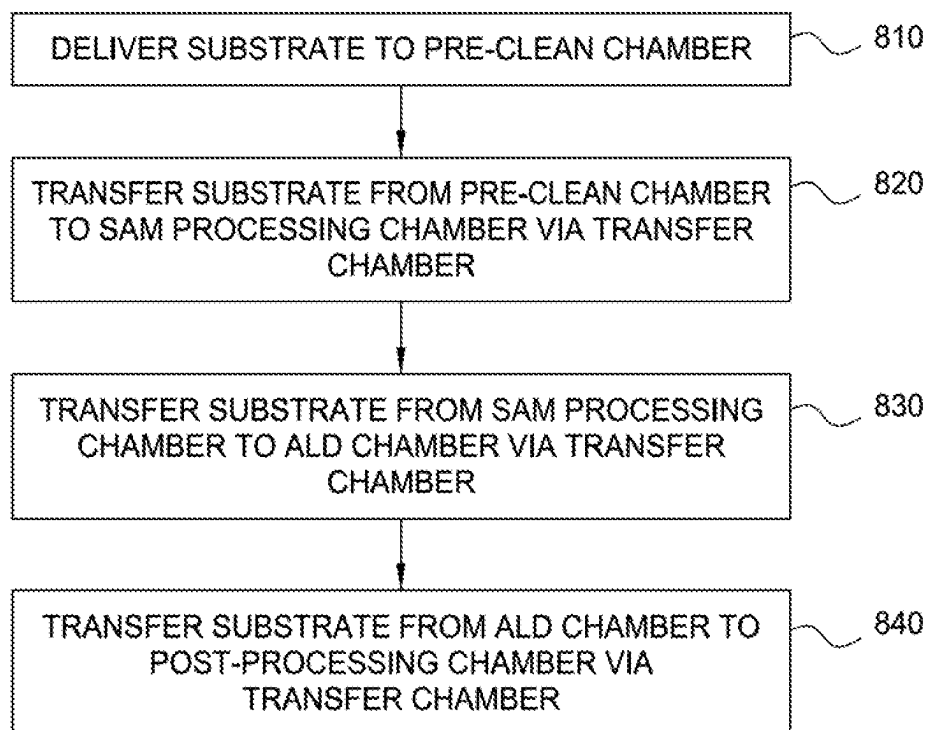 DELIVER SUBSTRATE TO PRE-CLEAN CHAMBER
810
TRANSFER SUBSTRATE FROM PRE-CLEAN CHAMBER
TO SAM PROCESSING CHAMBER VIA TRANSFER
CHAMBER
820
TRANSFER SUBSTRATE FROM SAM PROCESSING
CHAMBER TO ALD CHAMBER VIA TRANSFER
CHAMBER
830
TRANSFER SUBSTRATE FROM ALD CHAMBER TO
POST-PROCESSING CHAMBER VIA
TRANSFER CHAMBER
840